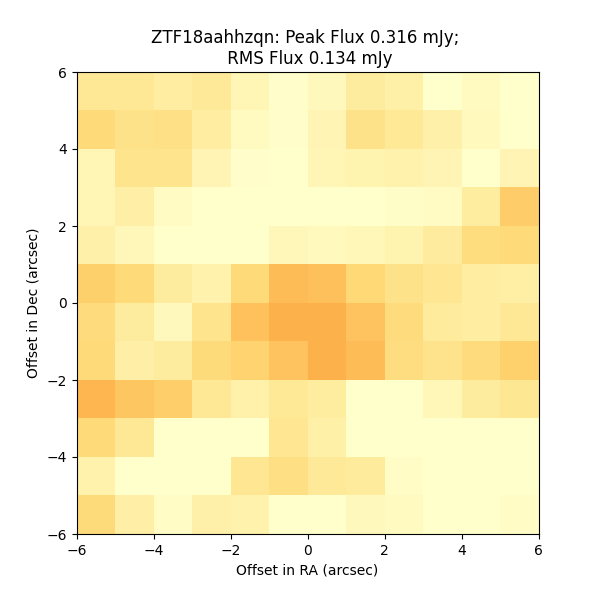 ZTF18aahhzqn: Peak Flux 0.316 mJy;
RMS Flux 0.134 mJy
6
4
2
0
−2
−4
−6
Offset in Dec (arcsec)
−6 −4 −2 0 2 4 6
Offset in RA (arcsec)